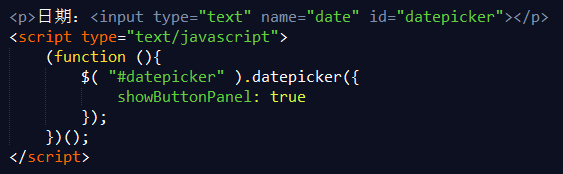 <p>日期：<input type="text" name="date" id="datepicker"></p>
<script type="text/javascript">
    (function (){
        $( "#datepicker" ).datepicker({
            showButtonPanel: true
        });
    })();
</script>